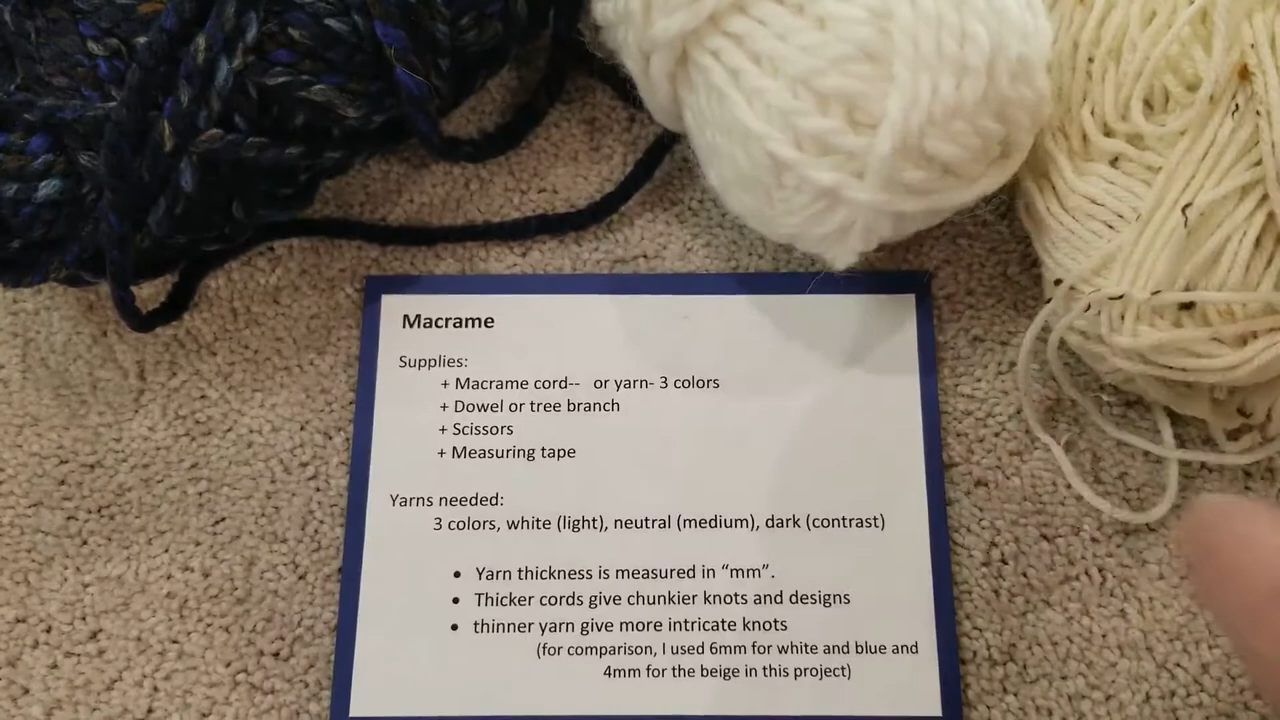 Macrame
Supplies:
+ Macrame cord-- or yarn- 3 colors
+ Dowel or tree branch
+ Scissors
+ Measuring tape
Yarns needed:
3 colors, white (light), neutral (medium), dark (contrast)
• Yarn thickness is measured in “mm”.
• Thicker cords give chunkier knots and designs
• thinner yarn give more intricate knots
(for comparison, I used 6mm for white and blue and
4mm for the beige in this project)